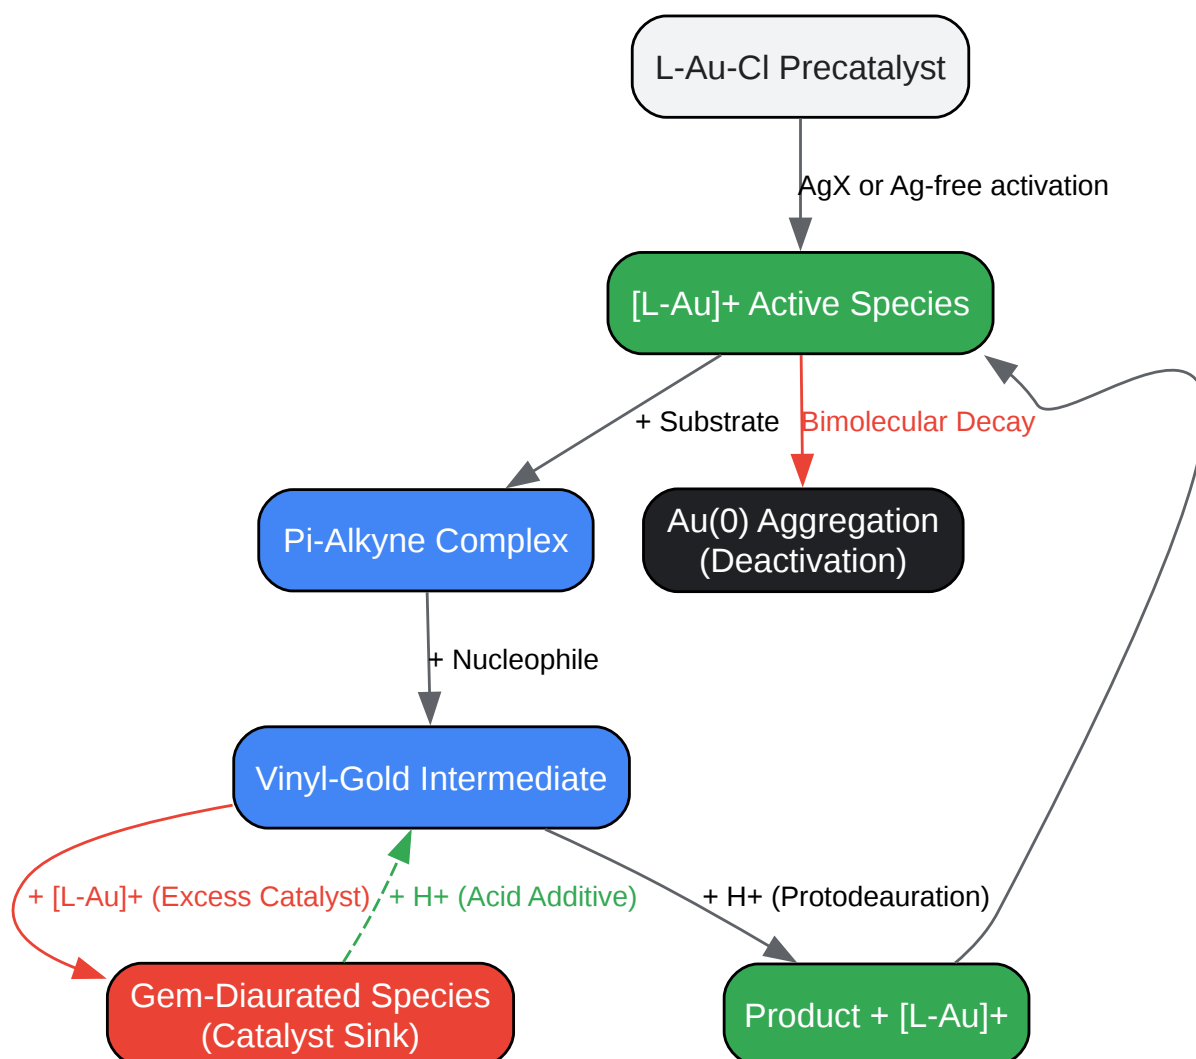 L-Au-Cl Precatalyst
AgX or Ag-free activation
[L-Au]+ Active Species
+ Substrate
Bimolecular Decay
Pi-Alkyne Complex
Au(0) Aggregation
(Deactivation)
+ Nucleophile
Vinyl-Gold Intermediate
+ [L-Au]+ (Excess Catalyst)
+ H+ (Acid Additive)
+ H+ (Protodeauration)
Gem-Diaurated Species
(Catalyst Sink)
Product + [L-Au]+